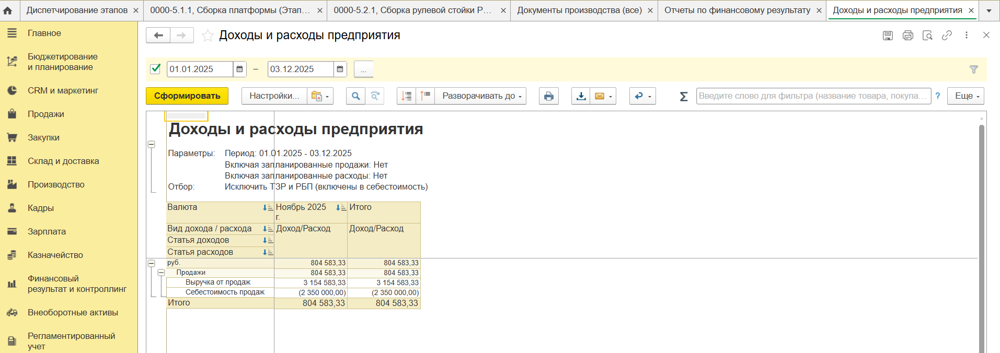 Диспетчирование этапов
0000-5.1.1, Сборка платформы (Этап...
0000-5.2.1, Сборка рулевой стойки Р...
Документы производства (все)
Отчеты по финансовому результату
Доходы и расходы предприятия
Главное
Бюджетирование
и планирование
CRM и маркетинг
Продажи
Закупки
Склад и доставка
Производство
Кадры
Зарплата
Казначейство
Финансовый
результат и контроллинг
Внеоборотные активы
Регламентированный
учет
Доходы и расходы предприятия
01.01.2025 – 03.12.2025 ...
Сформировать Настройки... Разворачивать до Σ Введите слово для фильтра (название товара, покупа... ? Еще
Доходы и расходы предприятия
Параметры: Период: 01.01.2025 - 03.12.2025
Включая запланированные продажи: Нет
Включая запланированные расходы: Нет
Отбор: Исключить ТЗР и РБП (включены в себестоимость)
Валюта Ноябрь 2025 Итого
г.
Вид дохода / расхода Доход/Расход Доход/Расход
Статья доходов
Статья расходов
руб. 804 583,33 804 583,33
Продажи 804 583,33 804 583,33
Выручка от продаж 3 154 583,33 3 154 583,33
Себестоимость продаж (2 350 000,00) (2 350 000,00)
Итого 804 583,33 804 583,33